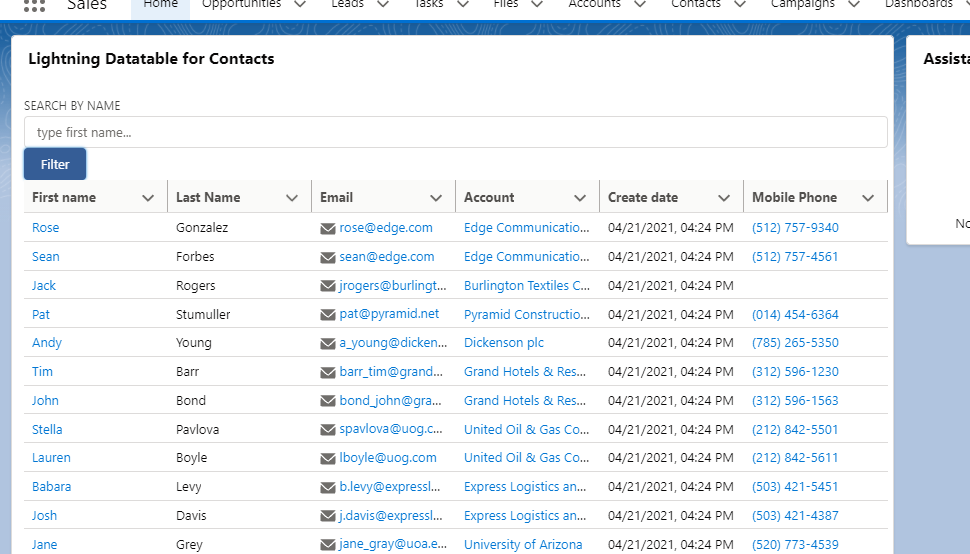 Sales Home Opportunities Leads Tasks Files Accounts Contacts Campaigns Dashboards
Lightning Datatable for Contacts
SEARCH BY NAME
type first name...
Filter
First name Last Name Email Account Create date Mobile Phone
Rose Gonzalez rose@edge.com Edge Communicatio... 04/21/2021, 04:24 PM (512) 757-9340
Sean Forbes sean@edge.com Edge Communicatio... 04/21/2021, 04:24 PM (512) 757-4561
Jack Rogers jrogers@burlingt... Burlington Textiles C... 04/21/2021, 04:24 PM
Pat Stumuller pat@pyramid.net Pyramid Constructio... 04/21/2021, 04:24 PM (014) 454-6364
Andy Young a_young@dicken... Dickenson plc 04/21/2021, 04:24 PM (785) 265-5350
Tim Barr barr_tim@grand... Grand Hotels & Res... 04/21/2021, 04:24 PM (312) 596-1230
John Bond bond_john@gra... Grand Hotels & Res... 04/21/2021, 04:24 PM (312) 596-1563
Stella Pavlova spavlova@uog.c... United Oil & Gas Co... 04/21/2021, 04:24 PM (212) 842-5501
Lauren Boyle lboyle@uog.com United Oil & Gas Co... 04/21/2021, 04:24 PM (212) 842-5611
Babara Levy b.levy@expressl... Express Logistics an... 04/21/2021, 04:24 PM (503) 421-5451
Josh Davis j.davis@expressl... Express Logistics an... 04/21/2021, 04:24 PM (503) 421-4387
Jane Grey jane_gray@uoa.e... University of Arizona 04/21/2021, 04:24 PM (520) 773-4539
Assista
No